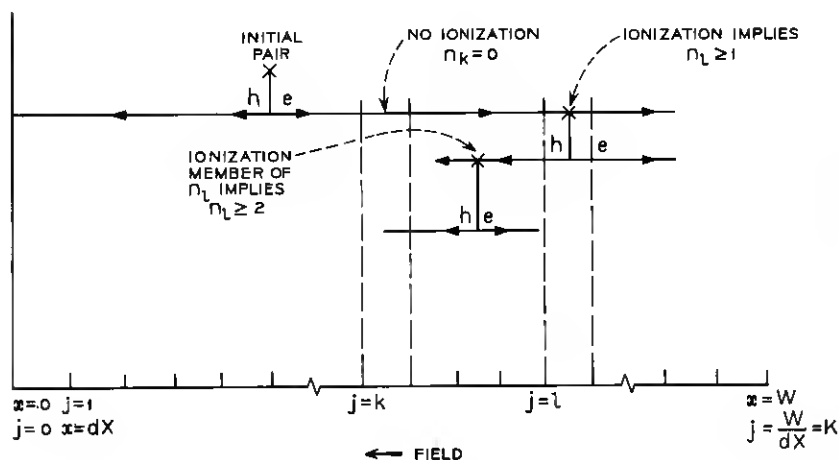 INITIAL
PAIR
NO IONIZATION
n_k=0
IONIZATION IMPLIES
n_l≥1
h e
h e
IONIZATION
MEMBER OF
n_l IMPLIES
n_l≥2
h e
x=0 j=1
j=0 x=dX
j=k
j=l
x=W
j=W/dX=K
← FIELD